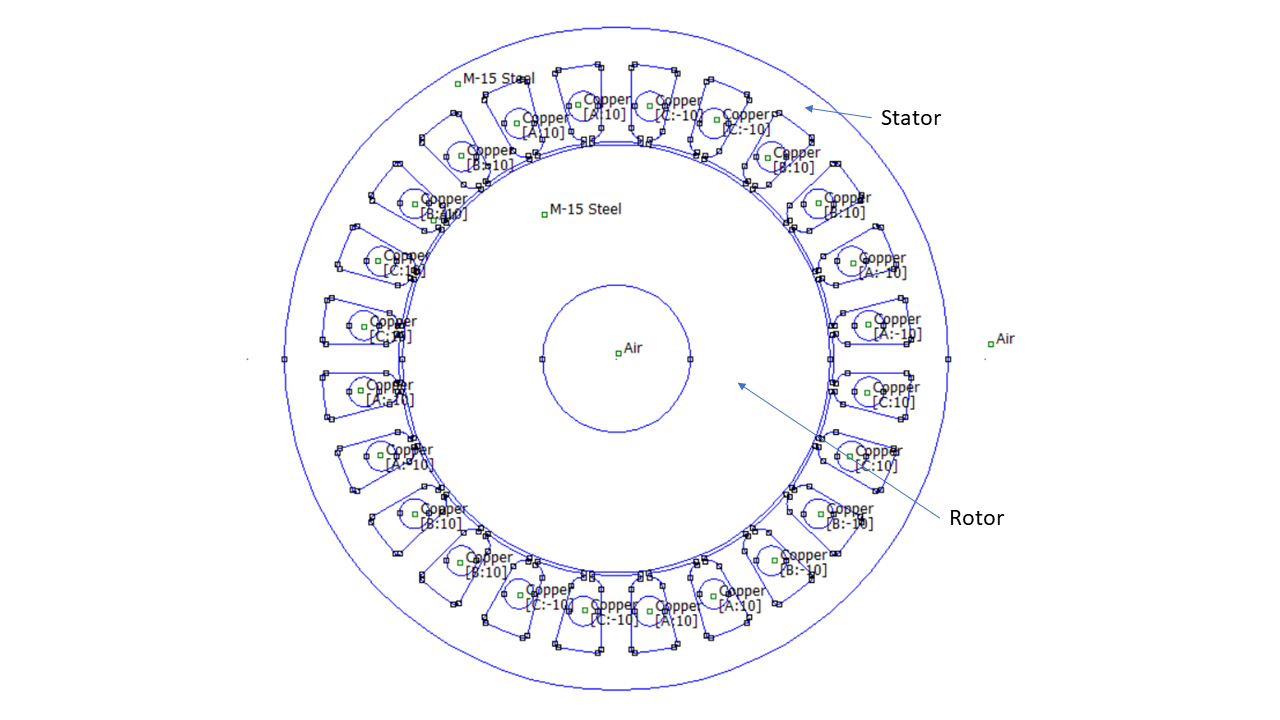 M-15 Steel
Copper
[A:10]
Copper
[C:-10]
Copper
[A:10]
Copper
[C:-10]
Stator
Copper
[B:-10]
Copper
[B:10]
Copper
[B:-10]
Copper
[B:10]
M-15 Steel
Copper
[C:10]
Copper
[A:-10]
Copper
[C:10]
Copper
[A:-10]
Air
Air
Copper
[A:-10]
Copper
[C:10]
Copper
[A:-10]
Copper
[C:10]
Copper
[B:10]
Copper
[B:-10]
Rotor
Copper
[B:10]
Copper
[B:-10]
Copper
[C:-10]
Copper
[C:-10]
Copper
[A:10]
Copper
[A:10]